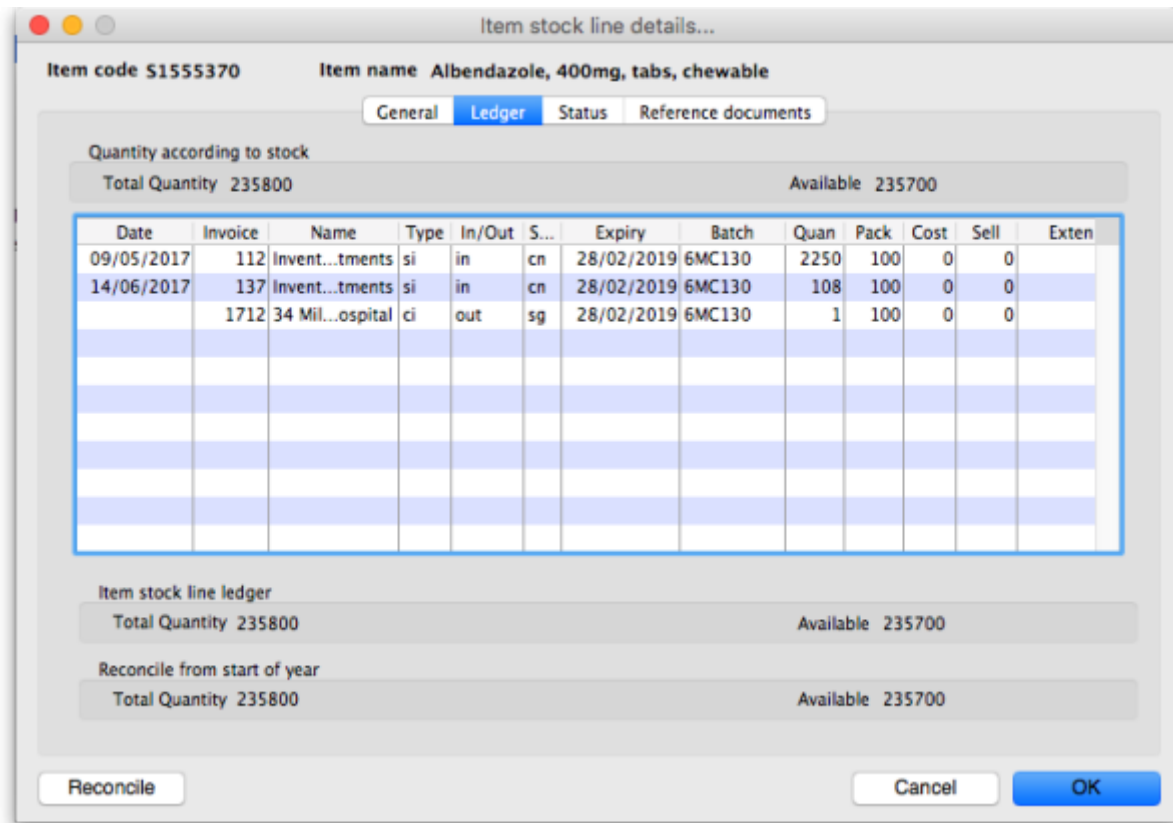 Item stock line details...
Item code S1555370 Item name Albendazole, 400mg, tabs, chewable
General Ledger Status Reference documents
Quantity according to stock
Total Quantity 235800 Available 235700
Date Invoice Name Type In/Out S... Expiry Batch Quan Pack Cost Sell Exten
09/05/2017 112 Invent...tments si in cn 28/02/2019 6MC130 2250 100 0 0
14/06/2017 137 Invent...tments si in cn 28/02/2019 6MC130 108 100 0 0
1712 34 Mil...ospital ci out sg 28/02/2019 6MC130 1 100 0 0
Item stock line ledger
Total Quantity 235800 Available 235700
Reconcile from start of year
Total Quantity 235800 Available 235700
Reconcile Cancel OK